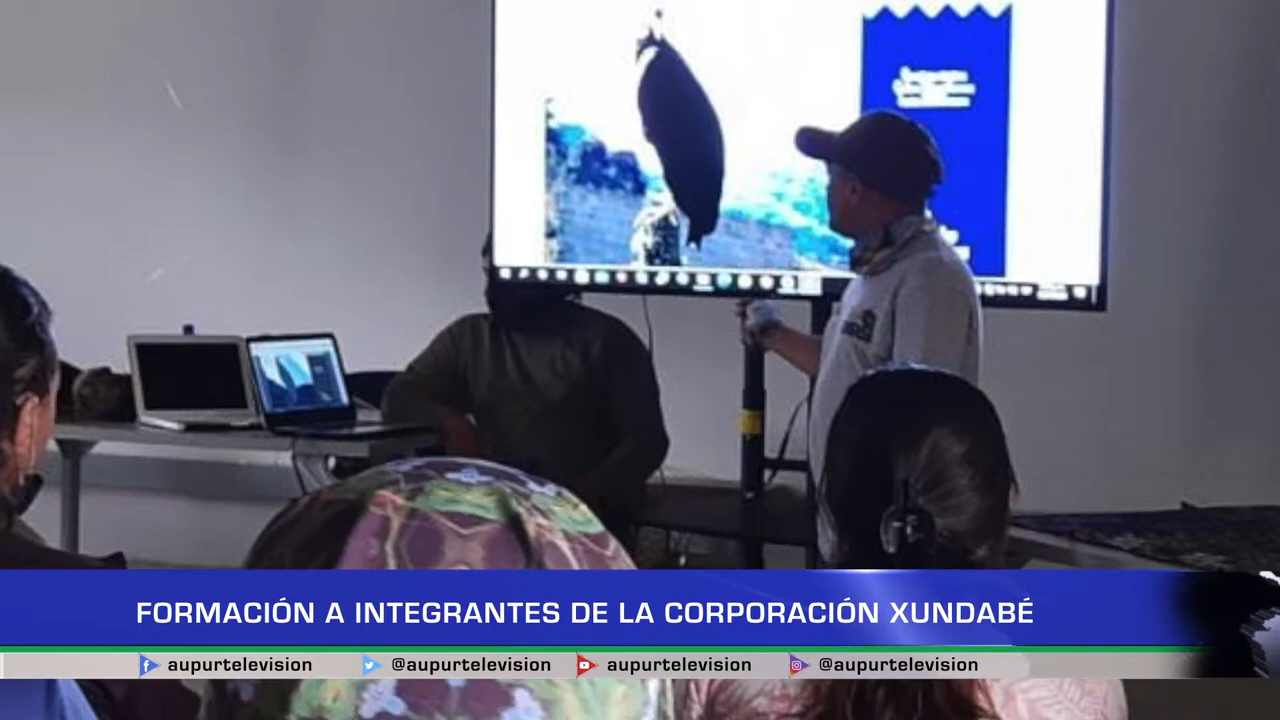 FORMACIÓN A INTEGRANTES DE LA CORPORACIÓN XUNDABÉ
aupurtelevision @aupurtelevision aupurtelevision @aupurtelevision